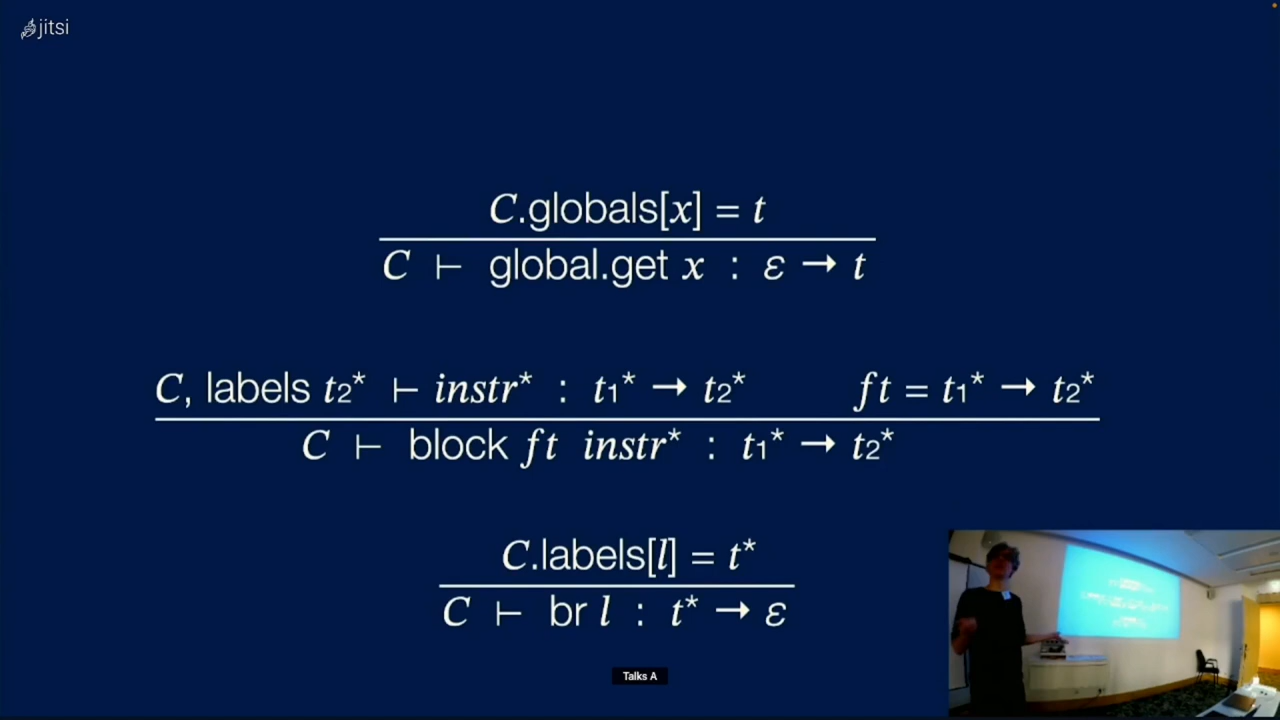 jitsi
C.globals[x] = t
C ⊢ global.get x : ε → t
C, labels t₂* ⊢ instr* : t₁* → t₂* ft = t₁* → t₂*
C ⊢ block ft instr* : t₁* → t₂*
C.labels[l] = t*
C ⊢ br l : t* → ε
Talks A